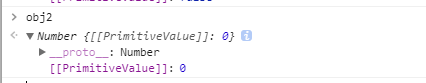 obj2
Number {[[PrimitiveValue]]: 0} i
__proto__: Number
[[PrimitiveValue]]: 0